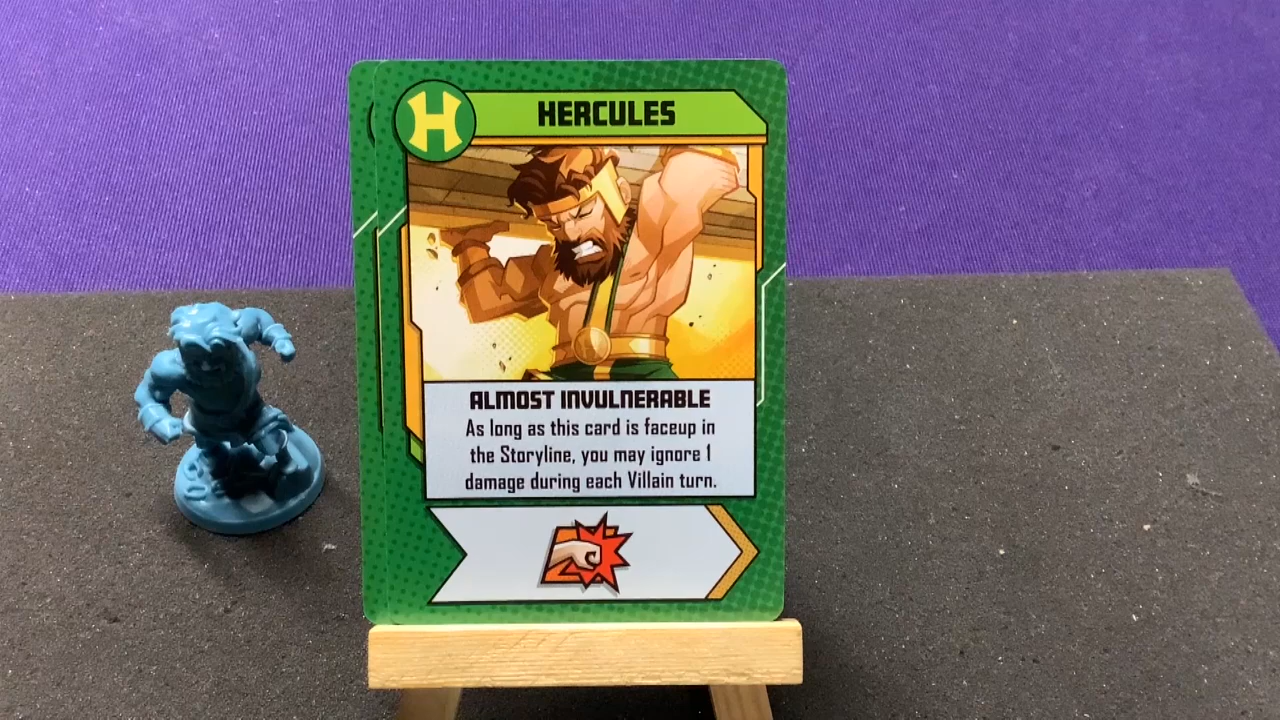 H
HERCULES
ALMOST INVULNERABLE
As long as this card is faceup in
the Storyline, you may ignore 1
damage during each Villain turn.